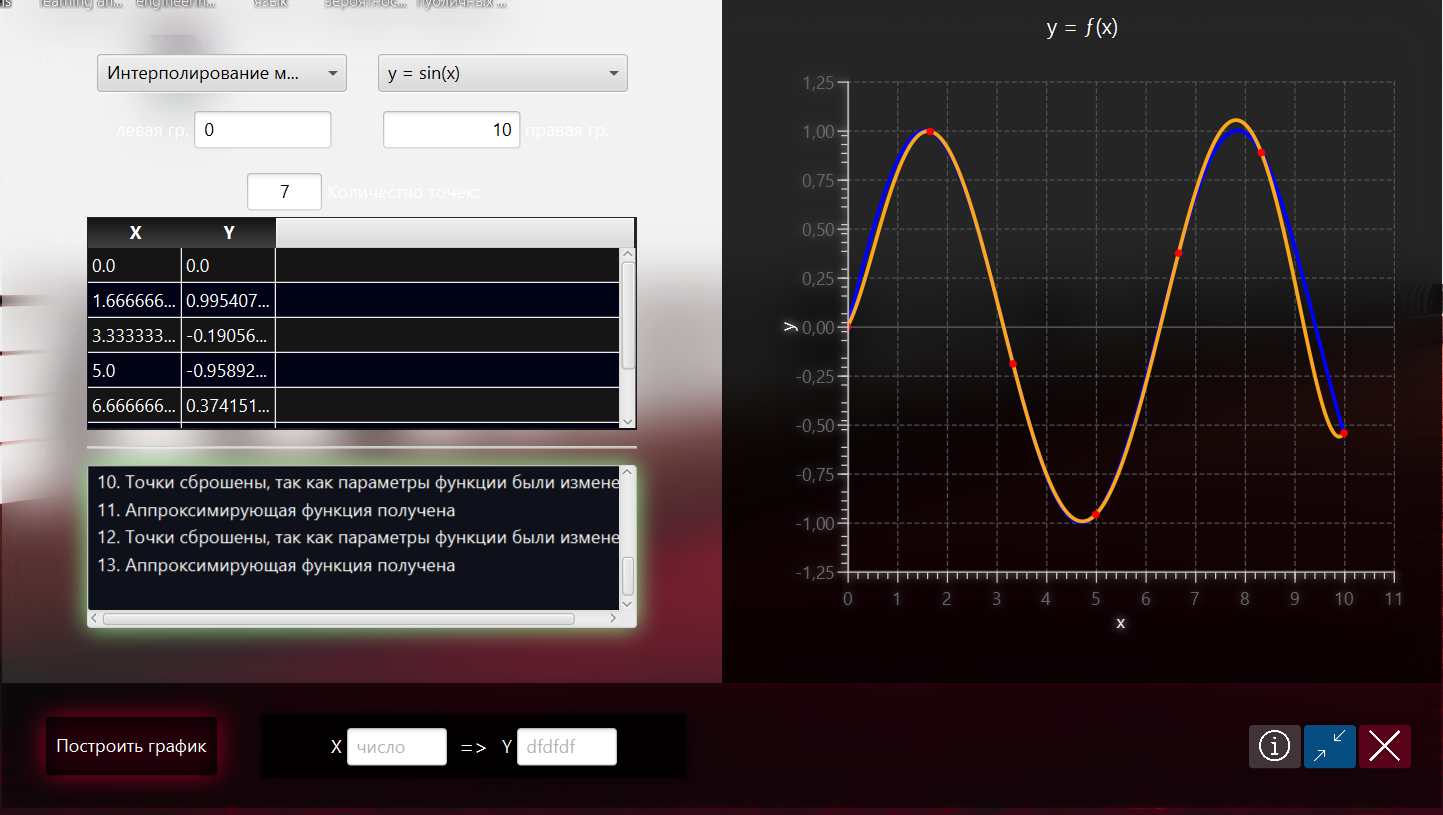 engineerin...
язык
вероятнос...
публичных ...
Интерполирование м...
y = sin(x)
левая гр. 0
10 правая гр.
7 Количество точек:
X Y
0.0 0.0
1.666666... 0.995407...
3.333333... -0.19056...
5.0 -0.95892...
6.666666... 0.374151...
10. Точки сброшены, так как параметры функции были измене
11. Аппроксимирующая функция получена
12. Точки сброшены, так как параметры функции были измене
13. Аппроксимирующая функция получена
Построить график
X число => Y dfdfdf
y = ƒ(x)
1,25
1,00
0,75
0,50
0,25
0,00
-0,25
-0,50
-0,75
-1,00
-1,25
y
0 1 2 3 4 5 6 7 8 9 10 11
x